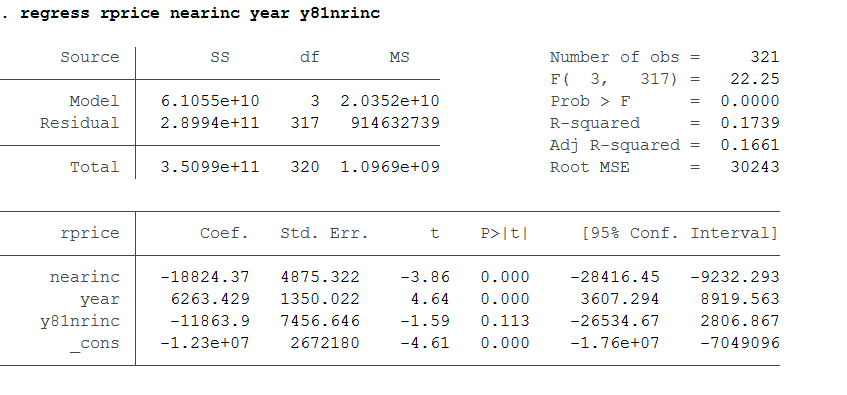 . regress rprice nearinc year y81nrinc
Source SS df MS Number of obs = 321
F( 3, 317) = 22.25
Model 6.1055e+10 3 2.0352e+10 Prob > F = 0.0000
Residual 2.8994e+11 317 914632739 R-squared = 0.1739
Adj R-squared = 0.1661
Total 3.5099e+11 320 1.0969e+09 Root MSE = 30243
rprice Coef. Std. Err. t P>|t| [95% Conf. Interval]
nearinc -18824.37 4875.322 -3.86 0.000 -28416.45 -9232.293
year 6263.429 1350.022 4.64 0.000 3607.294 8919.563
y81nrinc -11863.9 7456.646 -1.59 0.113 -26534.67 2806.867
_cons -1.23e+07 2672180 -4.61 0.000 -1.76e+07 -7049096